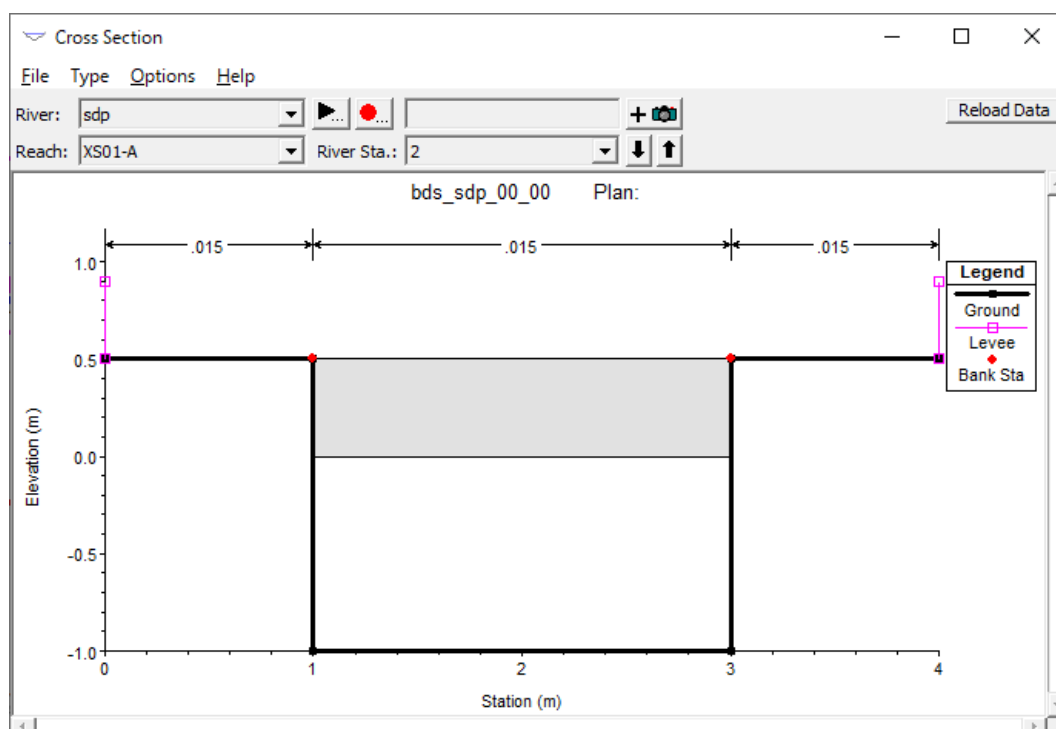 Cross Section
File Type Options Help
River: sdp
Reload Data
Reach: XS01-A River Sta.: 2
bds_sdp_00_00 Plan:
.015 .015 .015
1.0
0.5
0.0
-0.5
-1.0
Elevation (m)
0 1 2 3 4
Station (m)
Legend
Ground
Levee
Bank Sta